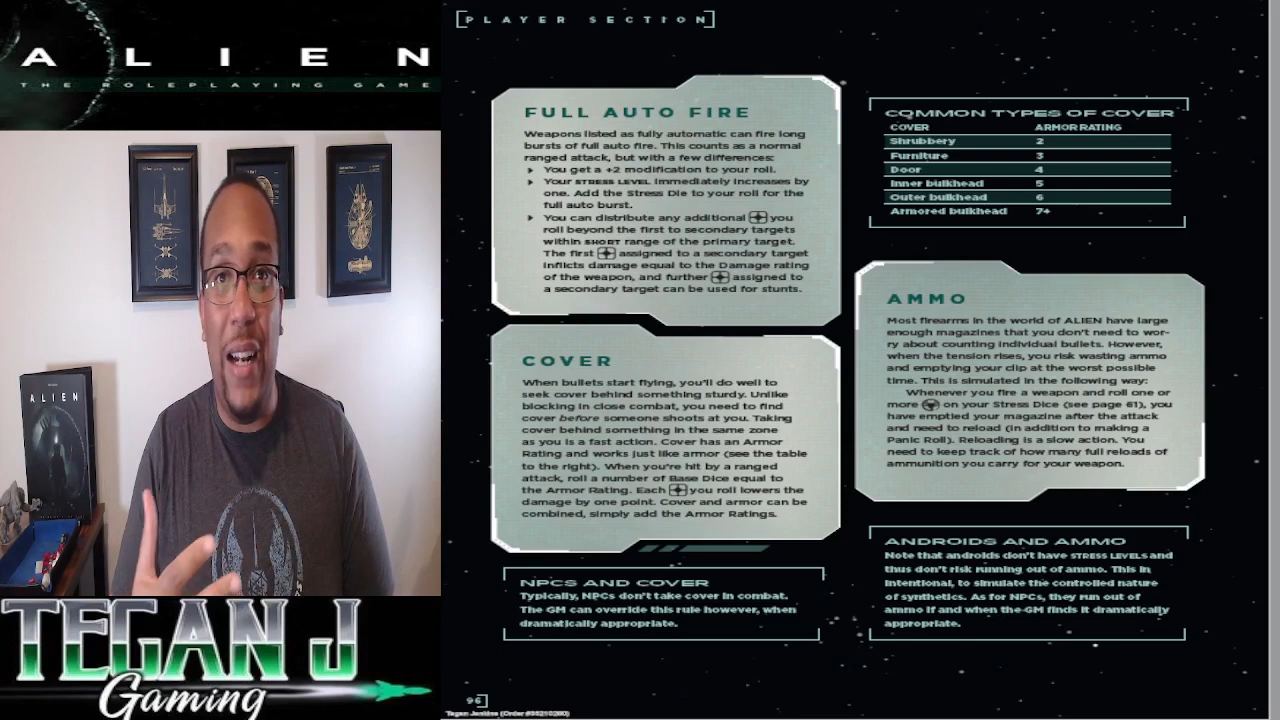 ALIEN
THE ROLEPLAYING GAME
ALIEN
TEGAN J
Gaming
[PLAYER SECTION]
FULL AUTO FIRE
Weapons listed as fully automatic can fire long
bursts of full auto fire. This counts as a normal
ranged attack, but with a few differences:
You get a +2 modification to your roll.
Your STRESS LEVEL immediately increases by
one. Add the Stress Die to your roll for the
full auto burst.
You can distribute any additional you
roll beyond the first to secondary targets
within SHORT range of the primary target.
The first assigned to a secondary target
inflicts damage equal to the Damage rating
of the weapon, and further assigned to
a secondary target can be used for stunts.
COVER
When bullets start flying, you'll do well to
seek cover behind something sturdy. Unlike
blocking in close combat, you need to find
cover before someone shoots at you. Taking
cover behind something in the same zone
as you is a fast action. Cover has an Armor
Rating and works just like armor (see the table
to the right). When you're hit by a ranged
attack, roll a number of Base Dice equal to
the Armor Rating. Each you roll lowers the
damage by one point. Cover and armor can be
combined, simply add the Armor Ratings.
NPCS AND COVER
Typically, NPCs don't take cover in combat.
The GM can override this rule however, when
dramatically appropriate.
COMMON TYPES OF COVER
COVER ARMOR RATING
Shrubbery 2
Furniture 3
Door 4
Inner bulkhead 5
Outer bulkhead 6
Armored bulkhead 7+
AMMO
Most firearms in the world of ALIEN have large
enough magazines that you don't need to wor-
ry about counting individual bullets. However,
when the tension rises, you risk wasting ammo
and emptying your clip at the worst possible
time. This is simulated in the following way:
Whenever you fire a weapon and roll one or
more on your Stress Dice (see page 61), you
have emptied your magazine after the attack
and need to reload (in addition to making a
Panic Roll). Reloading is a slow action. You
need to keep track of how many full reloads of
ammunition you carry for your weapon.
ANDROIDS AND AMMO
Note that androids don't have STRESS LEVELS and
thus don't risk running out of ammo. This in
intentional, to simulate the controlled nature
of synthetics. As for NPCs, they run out of
ammo if and when the GM finds it dramatically
appropriate.
96]